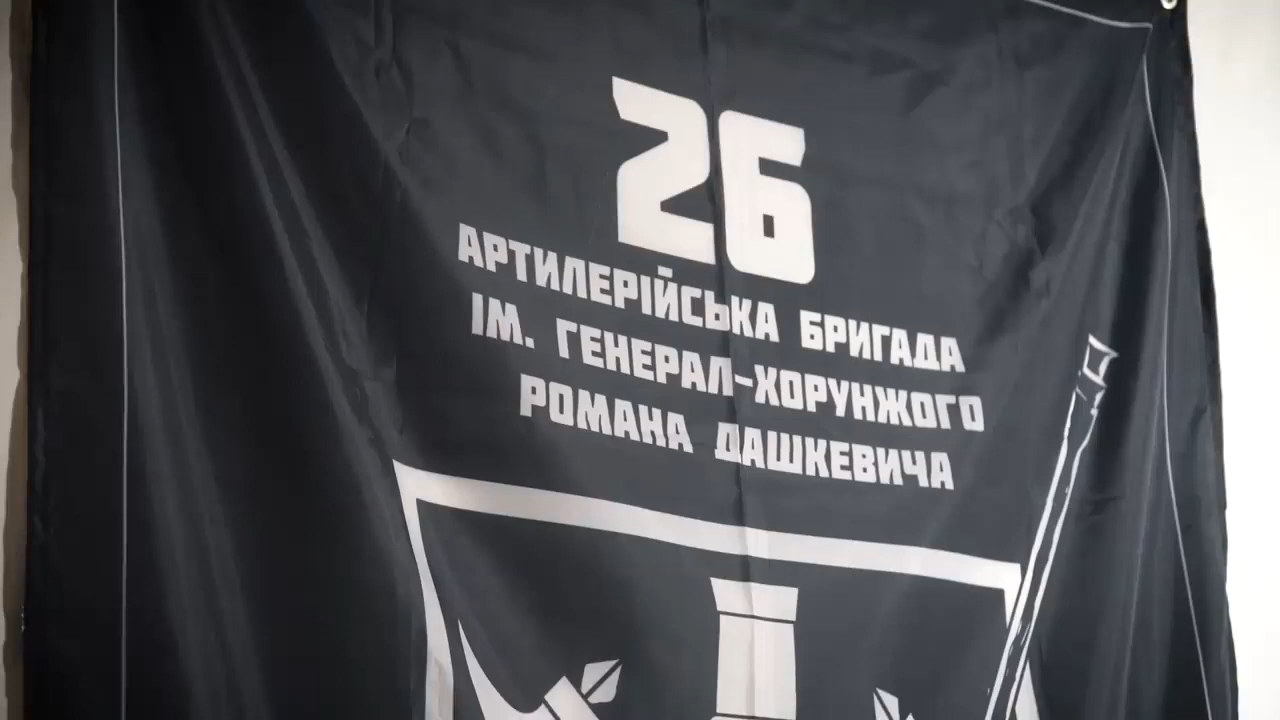 26
АРТИЛЕРІЙСЬКА БРИГАДА
ІМ. ГЕНЕРАЛ-ХОРУНЖОГО
РОМАНА ДАШКЕВИЧА